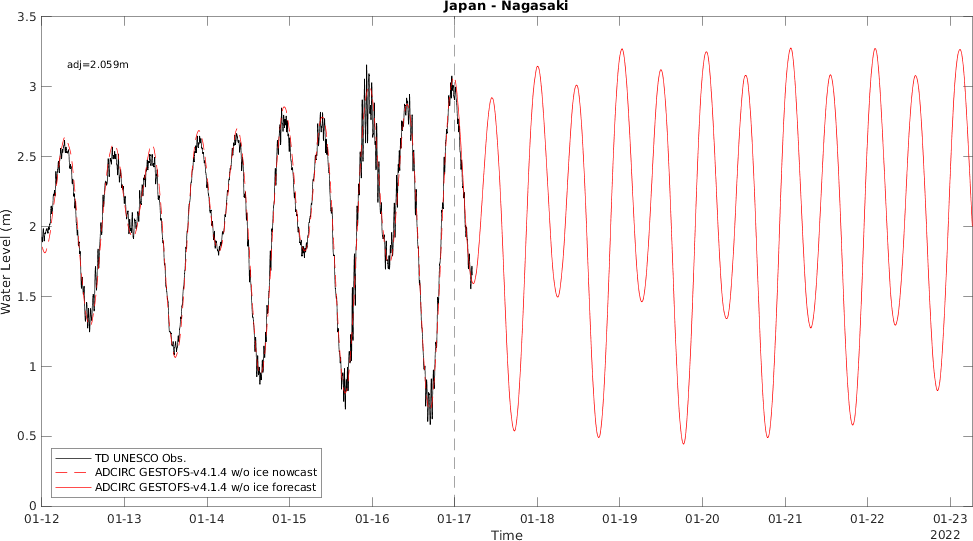 Japan - Nagasaki
3.5
adj=2.059m
3
2.5
2
1.5
1
0.5
0
Water Level (m)
TD UNESCO Obs.
ADCIRC GESTOFS-v4.1.4 w/o ice nowcast
ADCIRC GESTOFS-v4.1.4 w/o ice forecast
01-12 01-13 01-14 01-15 01-16 01-17 01-18 01-19 01-20 01-21 01-22 01-23
Time 2022